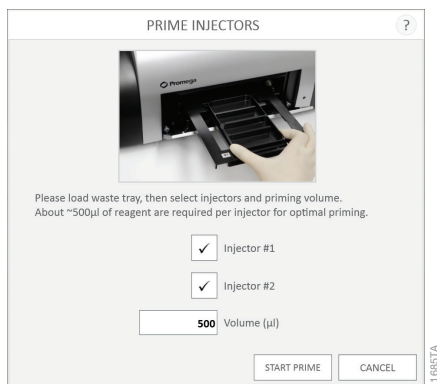 PRIME INJECTORS
?
Promega
Please load waste tray, then select injectors and priming volume.
About ~500µl of reagent are required per injector for optimal priming.
✓ Injector #1
✓ Injector #2
500 Volume (µl)
START PRIME CANCEL
1685TA